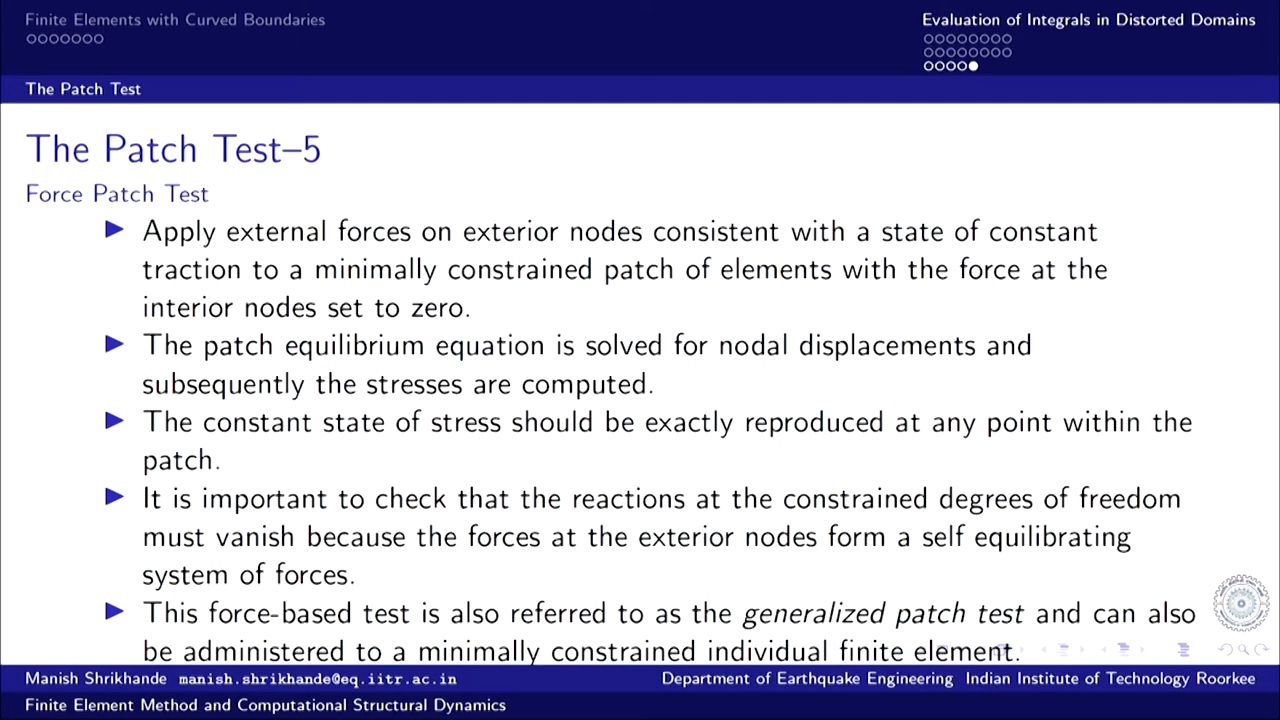 Finite Elements with Curved Boundaries
Evaluation of Integrals in Distorted Domains
The Patch Test
The Patch Test–5
Force Patch Test
Apply external forces on exterior nodes consistent with a state of constant
traction to a minimally constrained patch of elements with the force at the
interior nodes set to zero.
The patch equilibrium equation is solved for nodal displacements and
subsequently the stresses are computed.
The constant state of stress should be exactly reproduced at any point within the
patch.
It is important to check that the reactions at the constrained degrees of freedom
must vanish because the forces at the exterior nodes form a self equilibrating
system of forces.
This force-based test is also referred to as the generalized patch test and can also
be administered to a minimally constrained individual finite element.
Manish Shrikhande manish.shrikhande@eq.iitr.ac.in
Department of Earthquake Engineering Indian Institute of Technology Roorkee
Finite Element Method and Computational Structural Dynamics